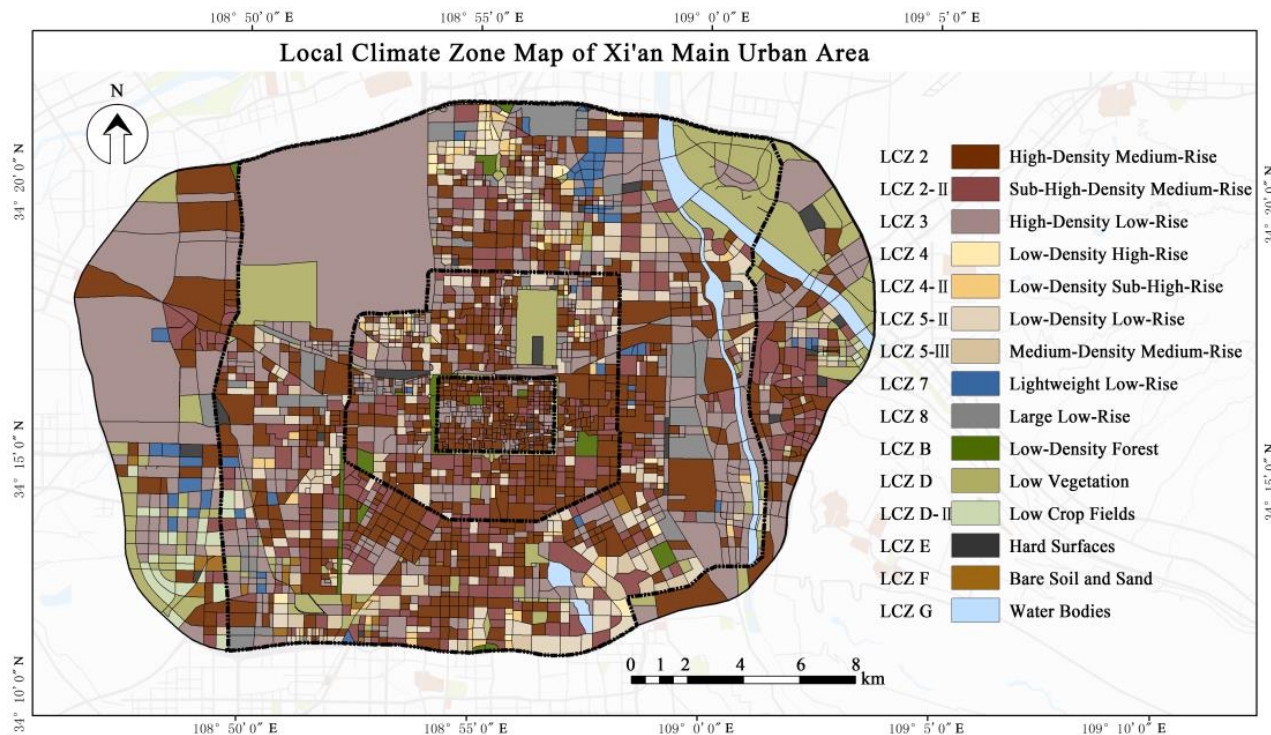 108° 50′ 0″ E 108° 55′ 0″ E 109° 0′ 0″ E 109° 5′ 0″ E
Local Climate Zone Map of Xi'an Main Urban Area
N
34° 20′ 0″ N
34° 15′ 0″ N
34° 10′ 0″ N
LCZ 2 High-Density Medium-Rise
LCZ 2-II Sub-High-Density Medium-Rise
LCZ 3 High-Density Low-Rise
LCZ 4 Low-Density High-Rise
LCZ 4-II Low-Density Sub-High-Rise
LCZ 5-II Low-Density Low-Rise
LCZ 5-III Medium-Density Medium-Rise
LCZ 7 Lightweight Low-Rise
LCZ 8 Large Low-Rise
LCZ B Low-Density Forest
LCZ D Low Vegetation
LCZ D-II Low Crop Fields
LCZ E Hard Surfaces
LCZ F Bare Soil and Sand
LCZ G Water Bodies
34° 20′ 0″ N
34° 15′ 0″ N
0 1 2 4 6 8
km
108° 50′ 0″ E 108° 55′ 0″ E 109° 0′ 0″ E 109° 5′ 0″ E 109° 10′ 0″ E